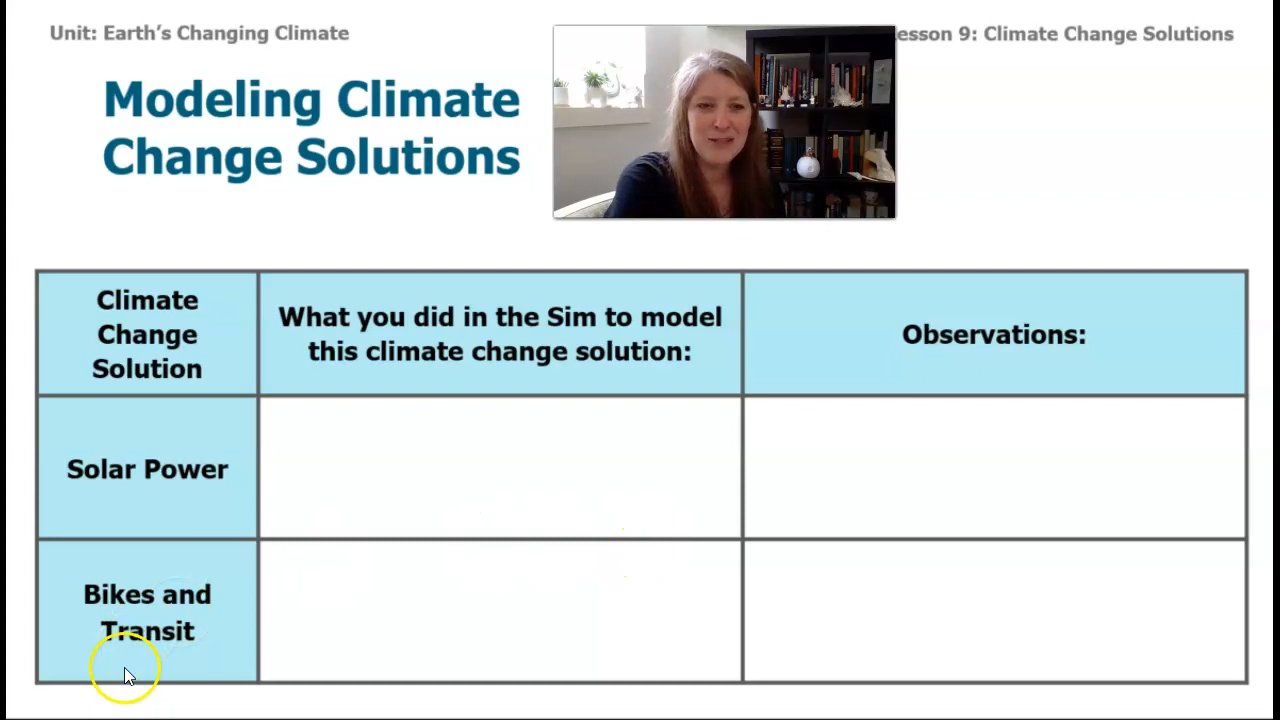 Unit: Earth's Changing Climate
esson 9: Climate Change Solutions
Modeling Climate
Change Solutions
Climate
Change
Solution
What you did in the Sim to model
this climate change solution:
Observations:
Solar Power
Bikes and
Transit